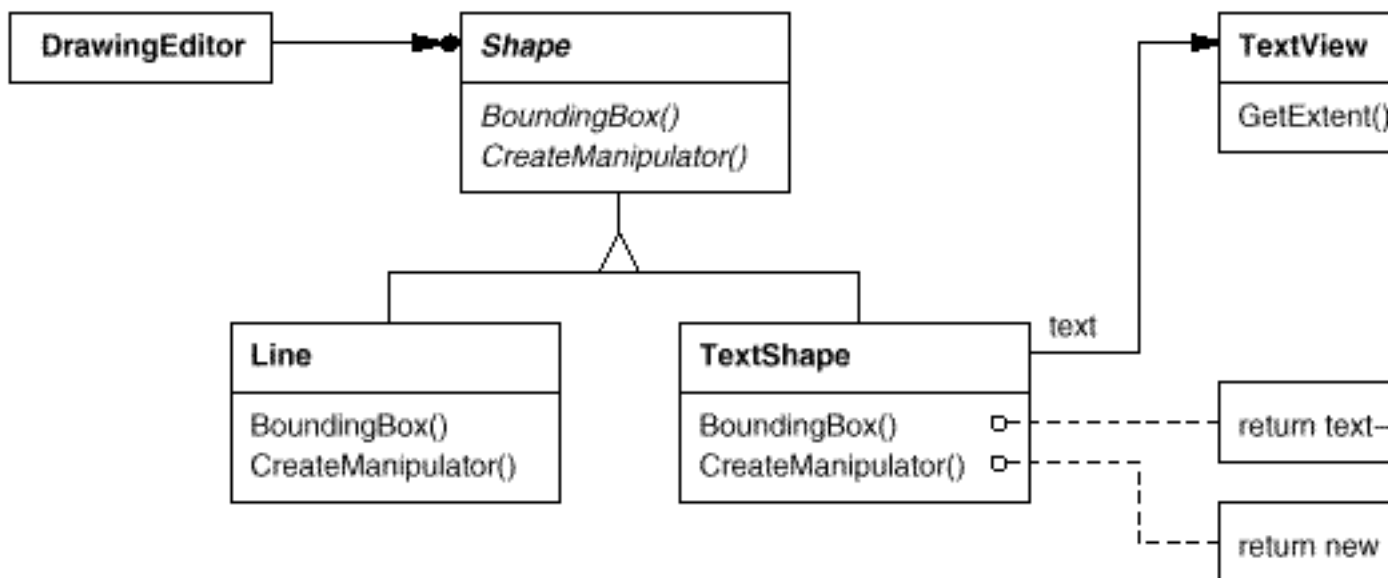 DrawingEditor
Shape
BoundingBox()
CreateManipulator()
TextView
GetExtent()
Line
BoundingBox()
CreateManipulator()
TextShape
BoundingBox()
CreateManipulator()
text
return text–
return new